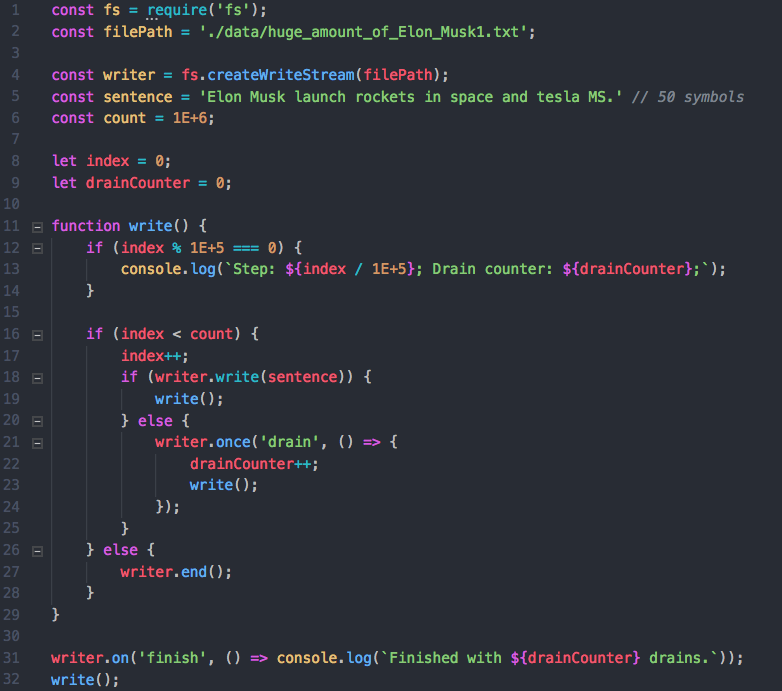 1 const fs = require('fs');
2 const filePath = './data/huge_amount_of_Elon_Musk1.txt';
3
4 const writer = fs.createWriteStream(filePath);
5 const sentence = 'Elon Musk launch rockets in space and tesla MS.' // 50 symbols
6 const count = 1E+6;
7
8 let index = 0;
9 let drainCounter = 0;
10
11 function write() {
12     if (index % 1E+5 === 0) {
13         console.log(`Step: ${index / 1E+5}; Drain counter: ${drainCounter};`);
14     }
15
16     if (index < count) {
17         index++;
18         if (writer.write(sentence)) {
19             write();
20         } else {
21             writer.once('drain', () => {
22                 drainCounter++;
23                 write();
24             });
25         }
26     } else {
27         writer.end();
28     }
29 }
30
31 writer.on('finish', () => console.log(`Finished with ${drainCounter} drains.`));
32 write();